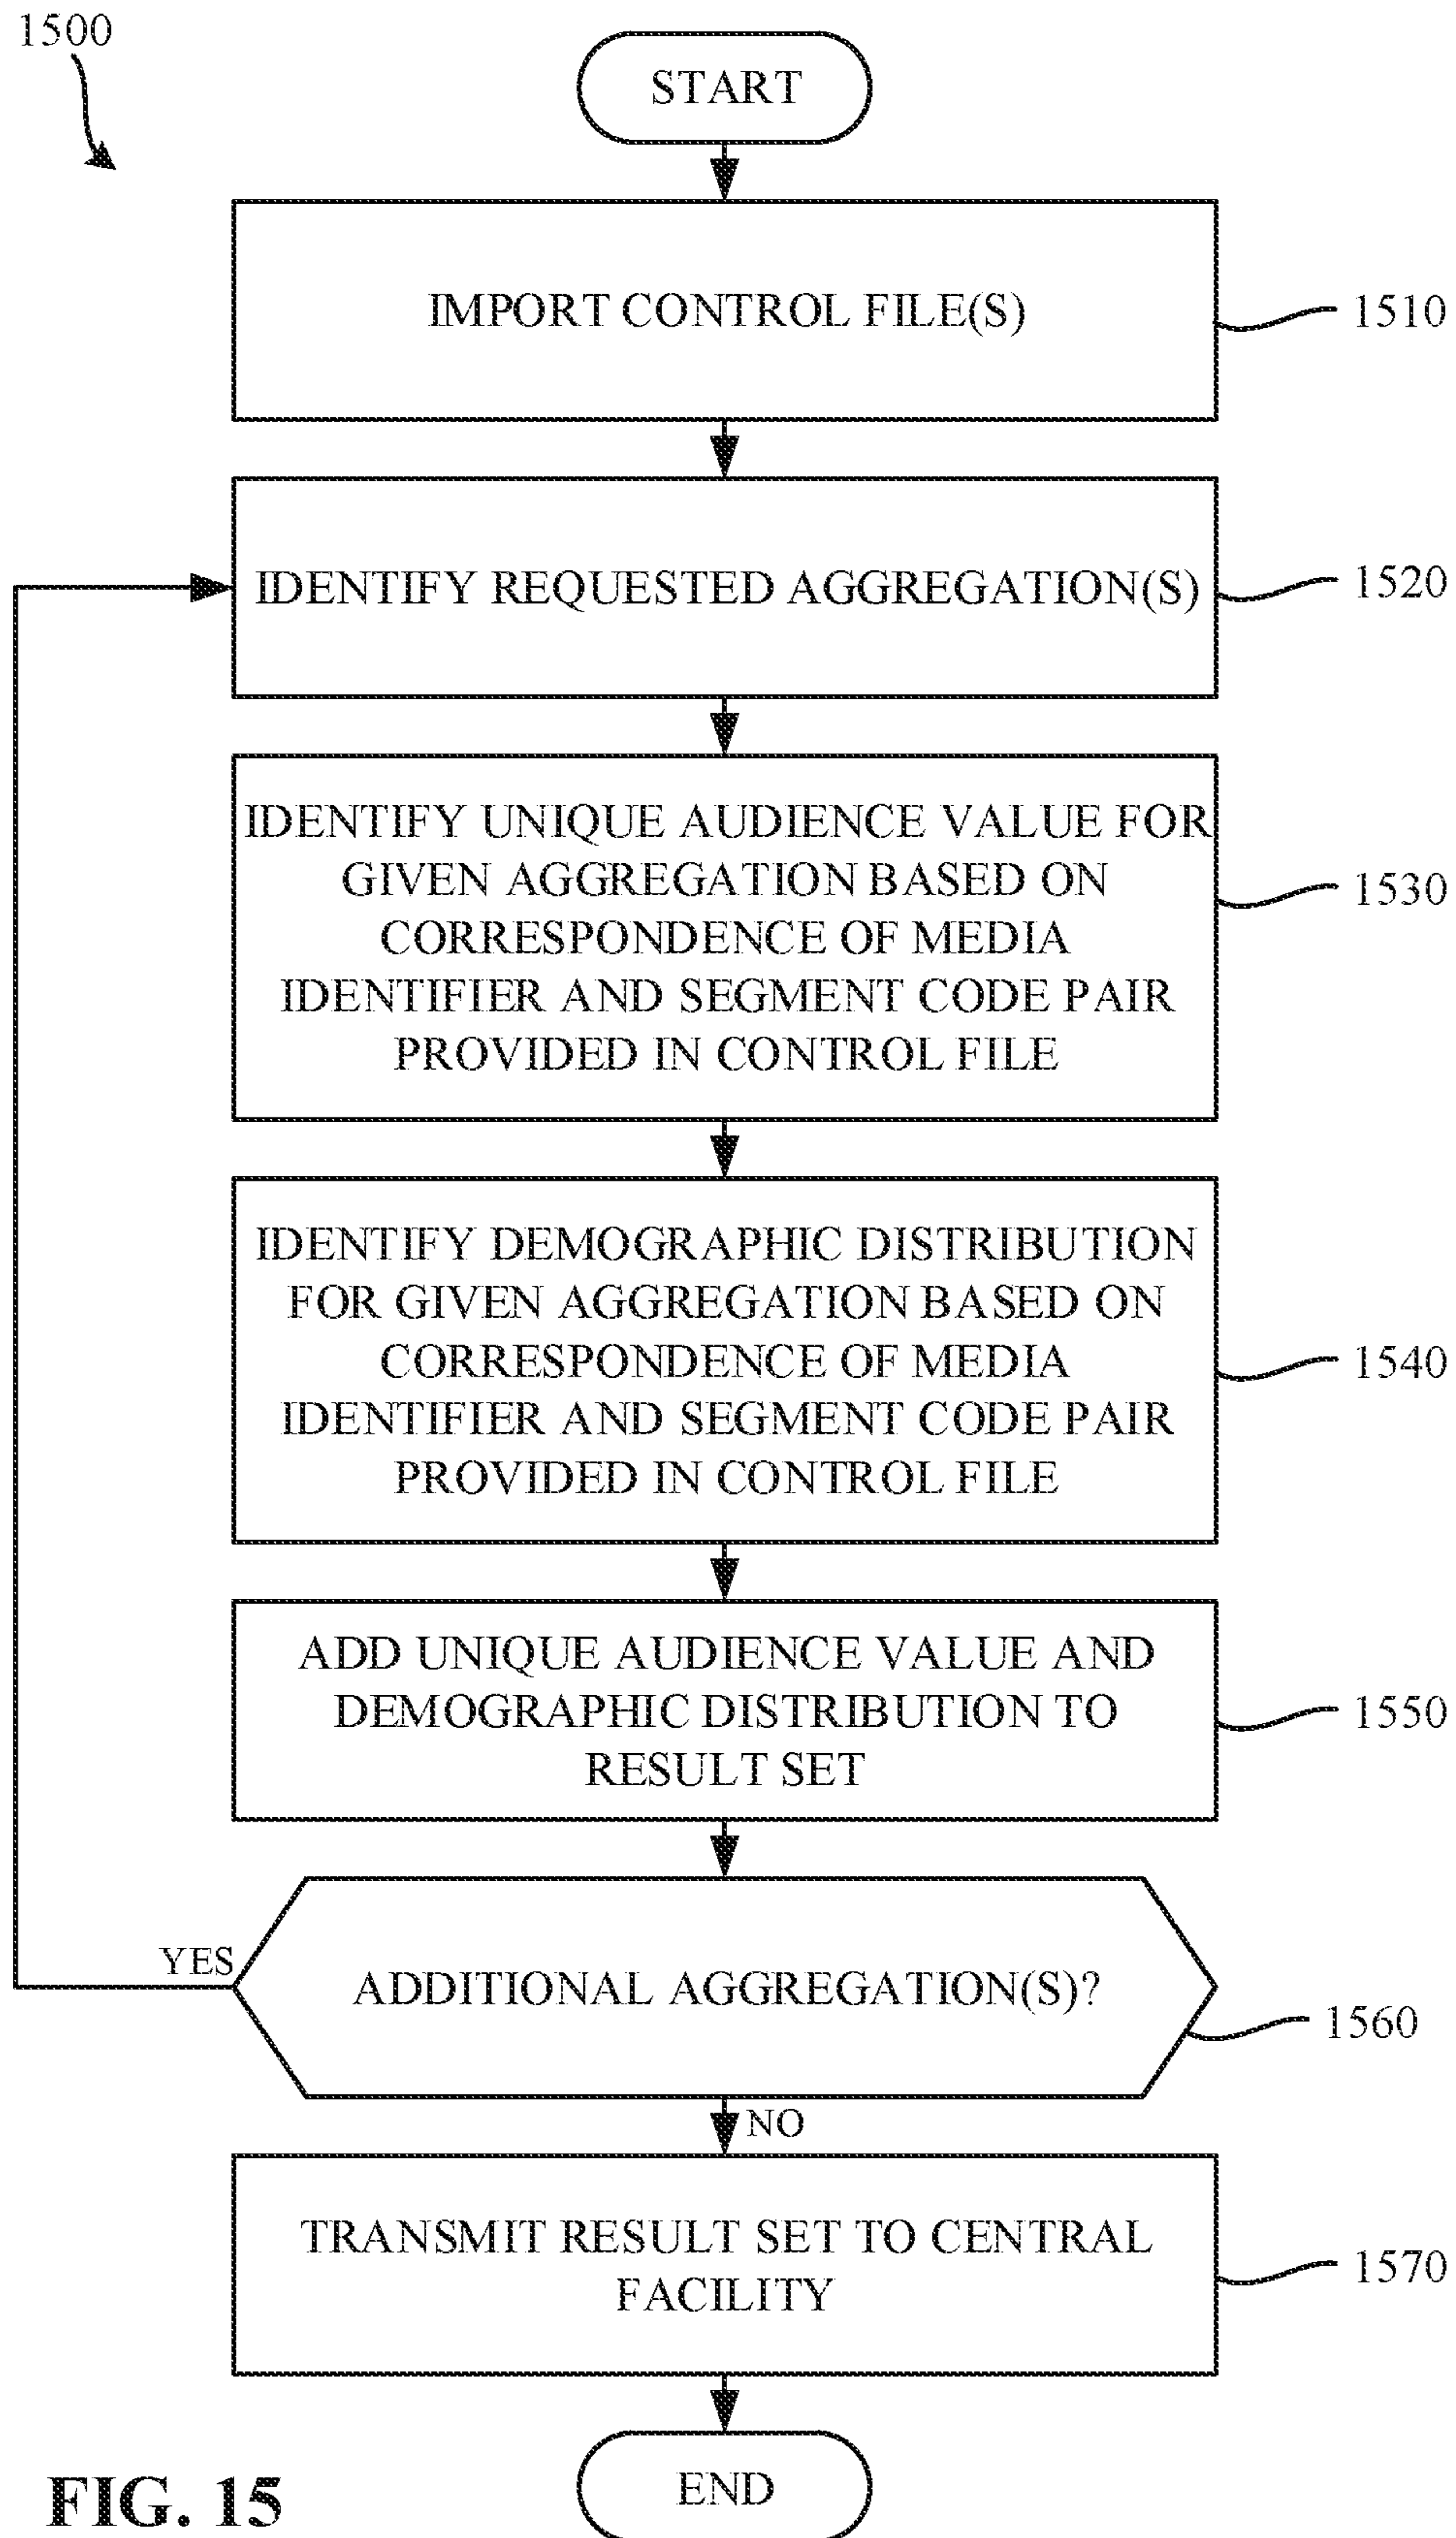 1500
START
IMPORT CONTROL FILE(S)
1510
IDENTIFY REQUESTED AGGREGATION(S)
1520
IDENTIFY UNIQUE AUDIENCE VALUE FOR
GIVEN AGGREGATION BASED ON
CORRESPONDENCE OF MEDIA
IDENTIFIER AND SEGMENT CODE PAIR
PROVIDED IN CONTROL FILE
1530
IDENTIFY DEMOGRAPHIC DISTRIBUTION
FOR GIVEN AGGREGATION BASED ON
CORRESPONDENCE OF MEDIA
IDENTIFIER AND SEGMENT CODE PAIR
PROVIDED IN CONTROL FILE
1540
ADD UNIQUE AUDIENCE VALUE AND
DEMOGRAPHIC DISTRIBUTION TO
RESULT SET
1550
YES
ADDITIONAL AGGREGATION(S)?
1560
NO
TRANSMIT RESULT SET TO CENTRAL
FACILITY
1570
END
FIG. 15